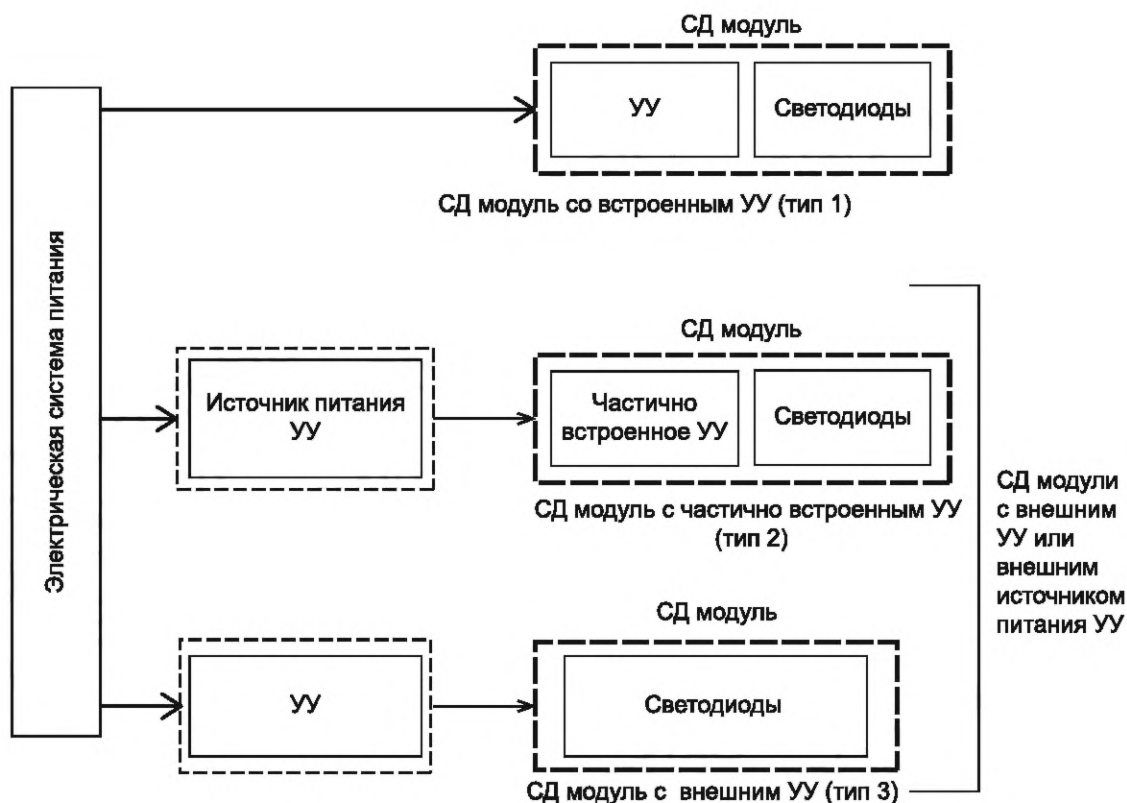 СД модуль
УУ
Светодиоды
СД модуль со встроенным УУ (тип 1)
Электрическая система питания
СД модуль
Источник питания
УУ
Частично
встроенное УУ
Светодиоды
СД модуль с частично встроенным УУ
(тип 2)
СД модули
с внешним
УУ или
внешним
источником
питания УУ
СД модуль
УУ
Светодиоды
СД модуль с внешним УУ (тип 3)